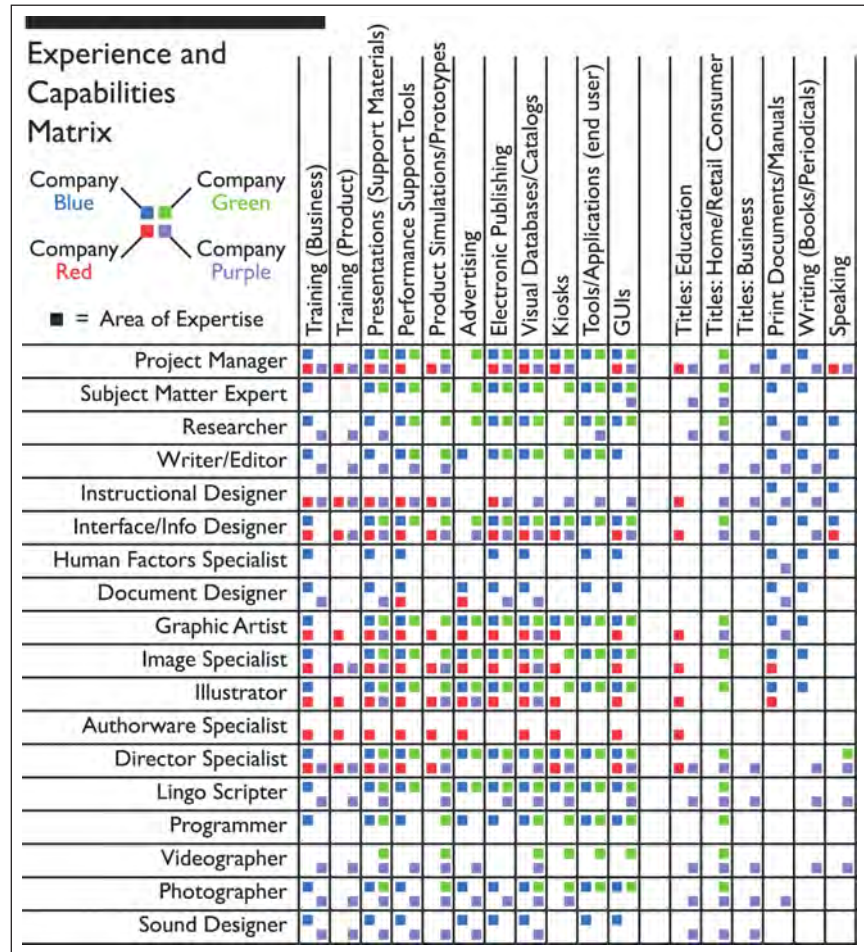 Experience and
Capabilities
Matrix
Company
Blue
Company
Green
Company
Red
Company
Purple
= Area of Expertise
Training (Business)
Training (Product)
Presentations (Support Materials)
Performance Support Tools
Product Simulations/Prototypes
Advertising
Electronic Publishing
Visual Databases/Catalogs
Kiosks
Tools/Applications (end user)
GUIs
Titles: Education
Titles: Home/Retail Consumer
Titles: Business
Print Documents/Manuals
Writing (Books/Periodicals)
Speaking
Project Manager
Subject Matter Expert
Researcher
Writer/Editor
Instructional Designer
Interface/Info Designer
Human Factors Specialist
Document Designer
Graphic Artist
Image Specialist
Illustrator
Authorware Specialist
Director Specialist
Lingo Scripter
Programmer
Videographer
Photographer
Sound Designer